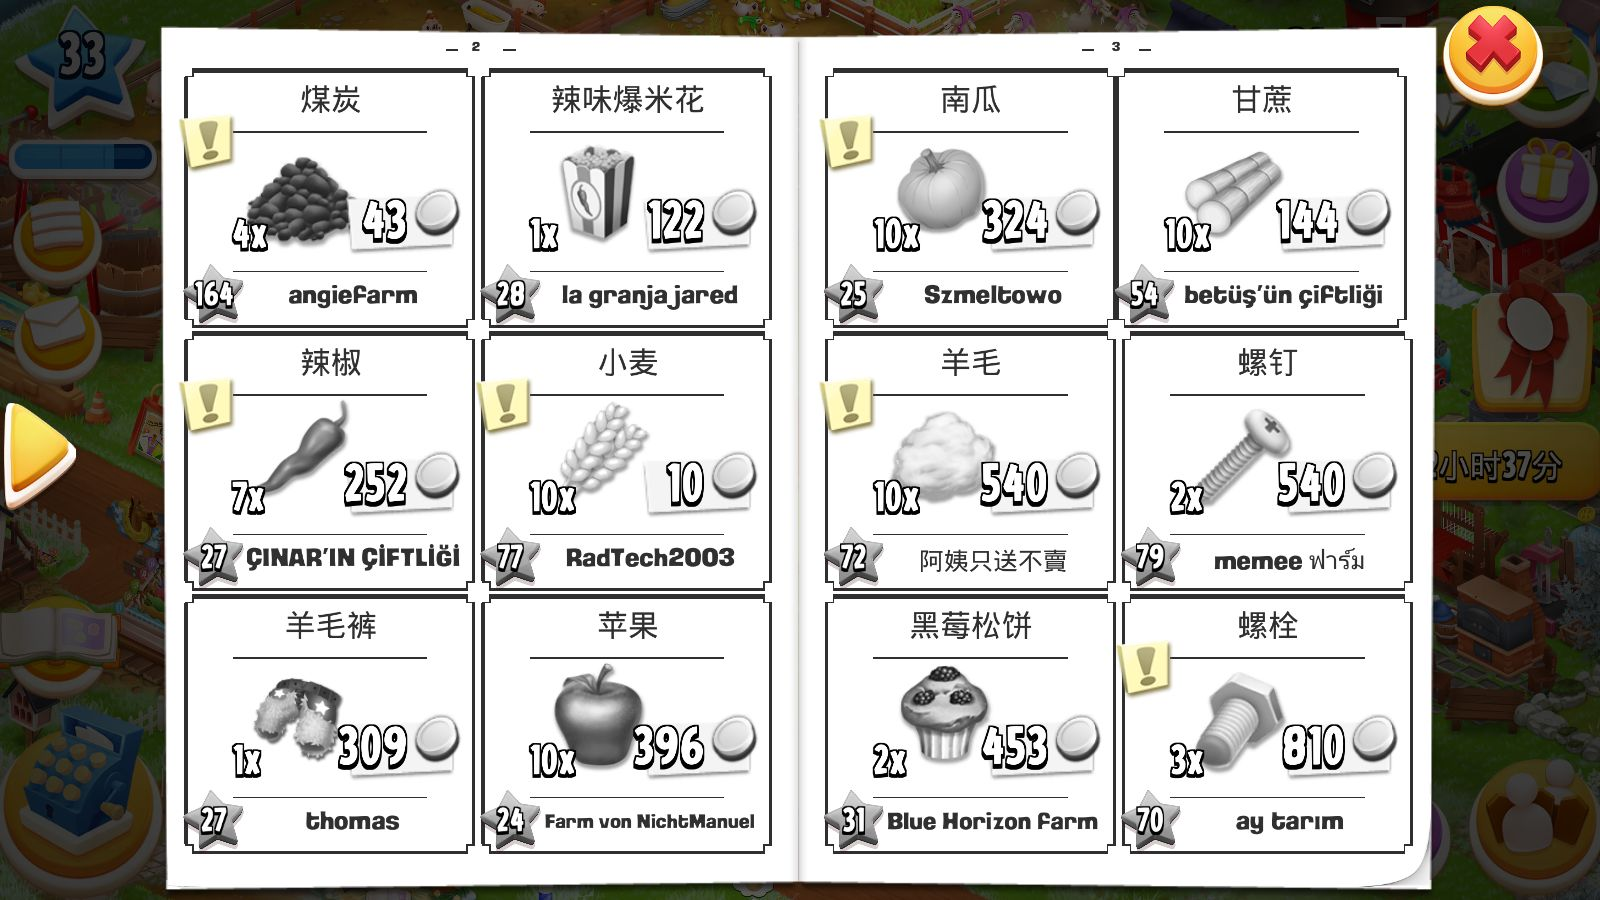 33
2
3
煤炭
4x
43
164
angiefarm
辣味爆米花
1x
122
28
la granja jared
南瓜
10x
324
25
Szmeltowo
甘蔗
10x
144
54
betüş'ün çiftliği
辣椒
7x
252
27
ÇINAR'IN ÇİFTLİĞİ
小麦
10x
10
77
RadTech2003
羊毛
10x
540
72
阿姨只送不賣
螺钉
2x
540
79
memee ฟาร์ม
羊毛裤
1x
309
27
thomas
苹果
10x
396
24
Farm von NichtManuel
黑莓松饼
2x
453
31
Blue Horizon farm
螺栓
3x
810
70
ay tarım
小时37分